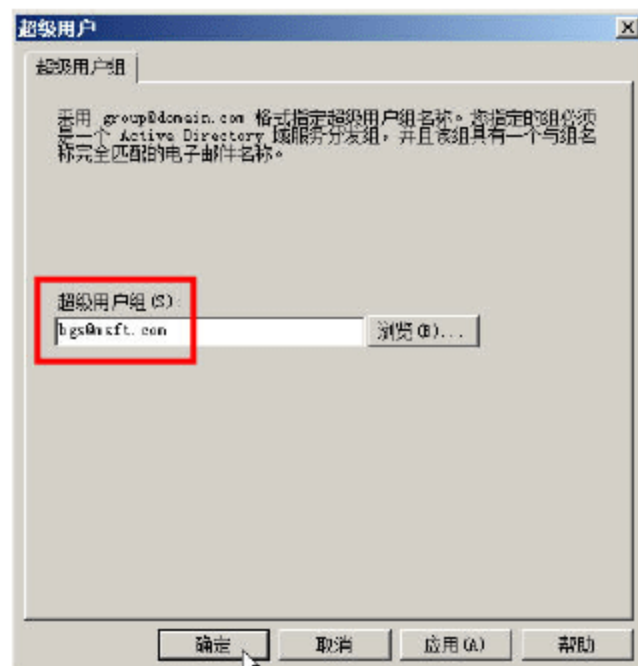 超级用户
超级用户组
采用 group@domain.com 格式指定超级用户组名称。您指定的组必须
是一个 Active Directory 域服务分发组，并且该组具有一个与组名
称完全匹配的电子邮件名称。
超级用户组(S):
bgs@msft.com
浏览(B)...
确定
取消
应用(A)
帮助